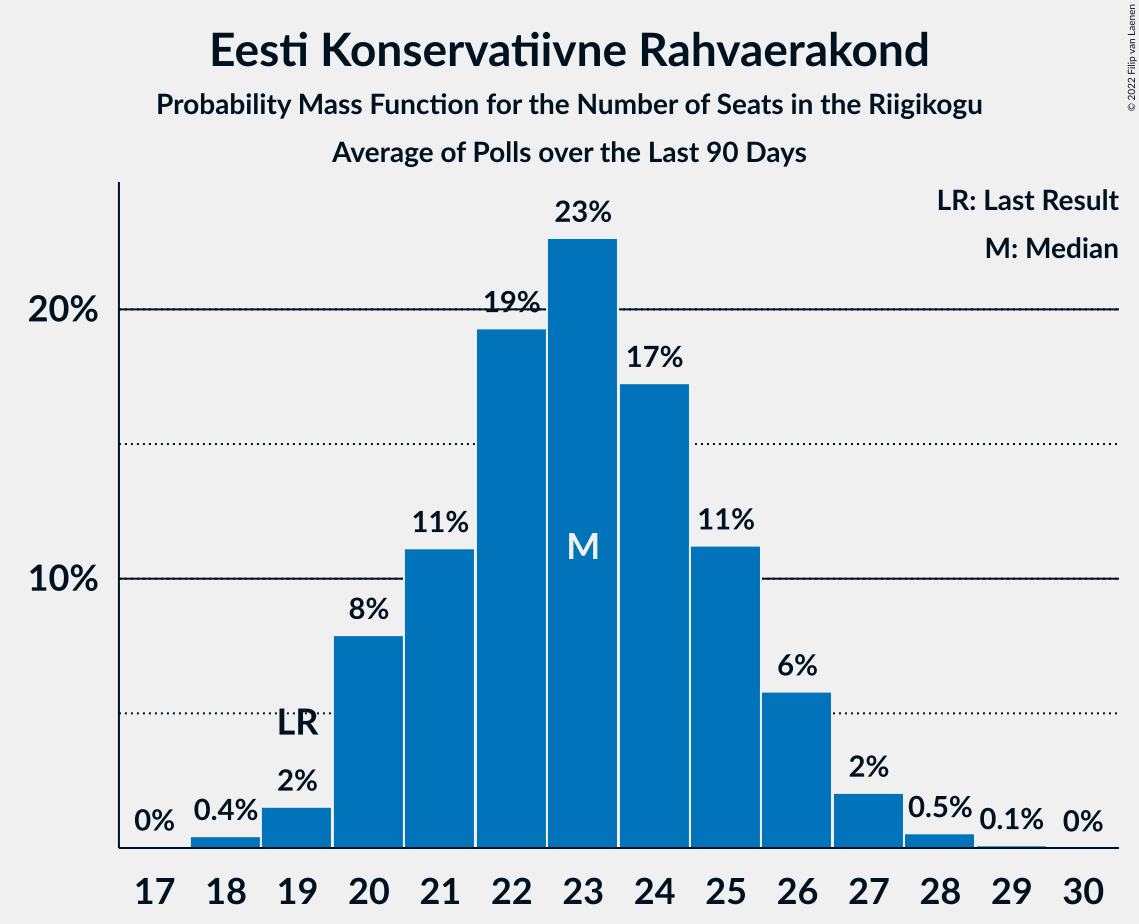 Eesti Konservatiivne Rahvaerakond
Probability Mass Function for the Number of Seats in the Riigikogu
Average of Polls over the Last 90 Days
© 2022 Filip van Laenen
LR: Last Result
M: Median
20%
10%
0%
0.4%
2%
LR
8%
11%
19%
23%
M
17%
11%
6%
2%
0.5%
0.1%
0%
17 18 19 20 21 22 23 24 25 26 27 28 29 30